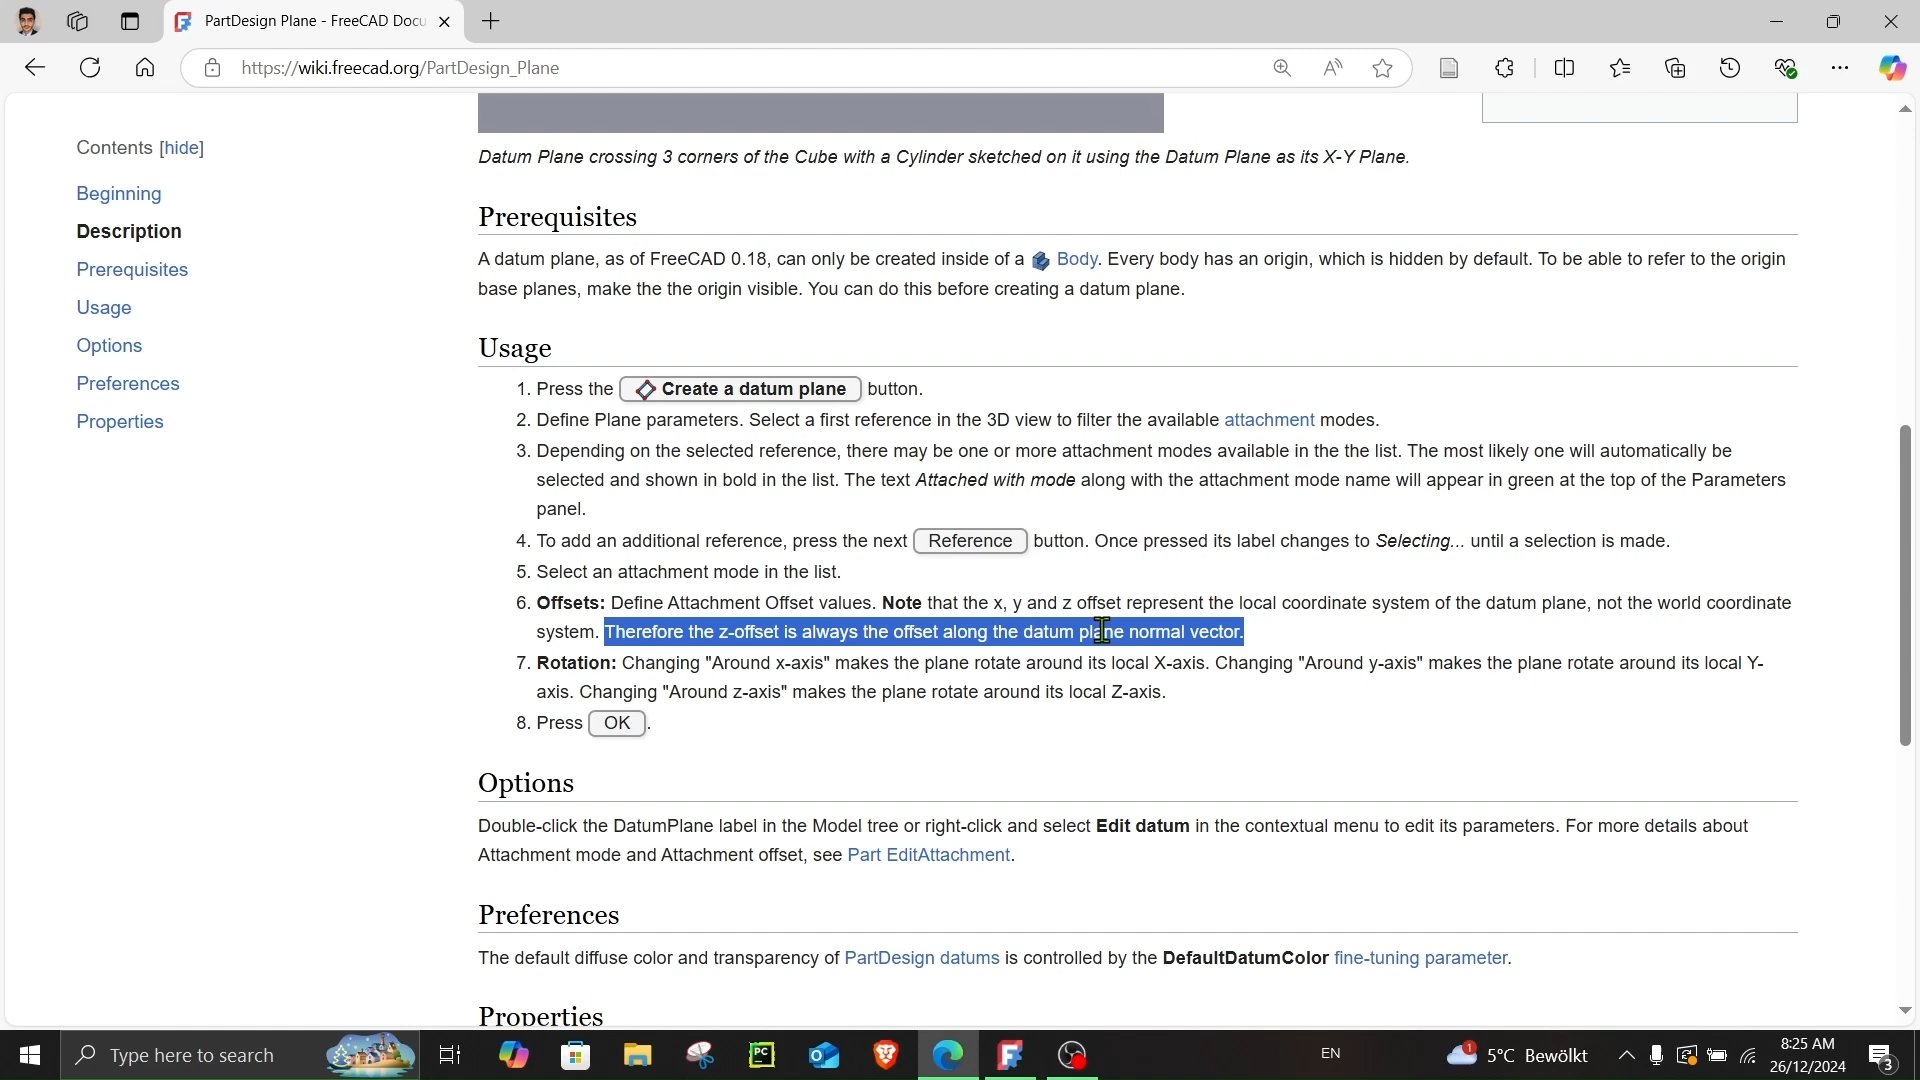 PartDesign Plane - FreeCAD Docu
https://wiki.freecad.org/PartDesign_Plane
Contents [hide]
Beginning
Description
Prerequisites
Usage
Options
Preferences
Properties
Datum Plane crossing 3 corners of the Cube with a Cylinder sketched on it using the Datum Plane as its X-Y Plane.
Prerequisites
A datum plane, as of FreeCAD 0.18, can only be created inside of a Body. Every body has an origin, which is hidden by default. To be able to refer to the origin
base planes, make the the origin visible. You can do this before creating a datum plane.
Usage
1. Press the Create a datum plane button.
2. Define Plane parameters. Select a first reference in the 3D view to filter the available attachment modes.
3. Depending on the selected reference, there may be one or more attachment modes available in the the list. The most likely one will automatically be
selected and shown in bold in the list. The text Attached with mode along with the attachment mode name will appear in green at the top of the Parameters
panel.
4. To add an additional reference, press the next Reference button. Once pressed its label changes to Selecting... until a selection is made.
5. Select an attachment mode in the list.
6. Offsets: Define Attachment Offset values. Note that the x, y and z offset represent the local coordinate system of the datum plane, not the world coordinate
system. Therefore the z-offset is always the offset along the datum plane normal vector.
7. Rotation: Changing "Around x-axis" makes the plane rotate around its local X-axis. Changing "Around y-axis" makes the plane rotate around its local Y-
axis. Changing "Around z-axis" makes the plane rotate around its local Z-axis.
8. Press OK.
Options
Double-click the DatumPlane label in the Model tree or right-click and select Edit datum in the contextual menu to edit its parameters. For more details about
Attachment mode and Attachment offset, see Part EditAttachment.
Preferences
The default diffuse color and transparency of PartDesign datums is controlled by the DefaultDatumColor fine-tuning parameter.
Properties
Type here to search
PC
EN
1
5°C Bewölkt
8:25 AM
26/12/2024
3